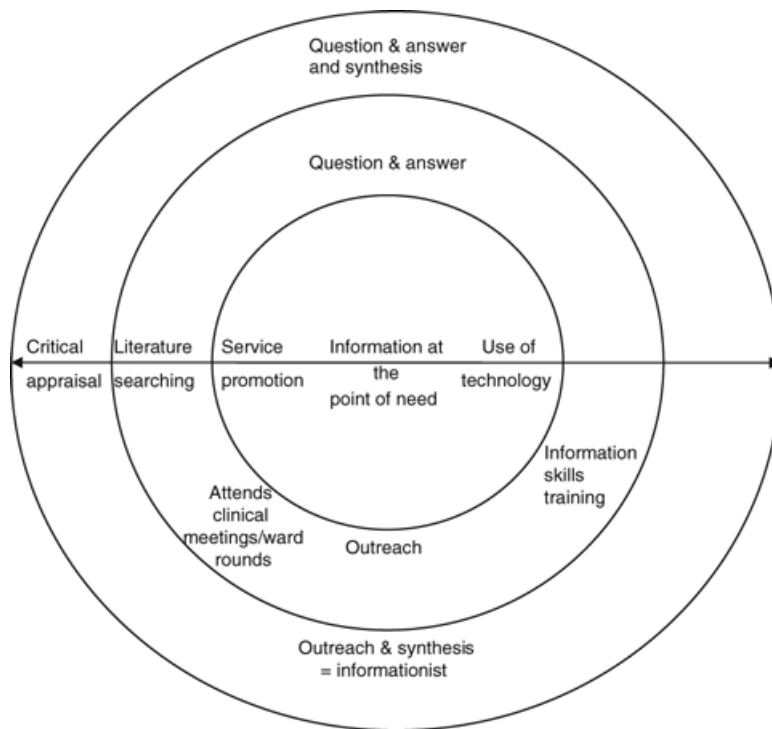 Question & answer
and synthesis
Question & answer
Critical
appraisal
Literature
searching
Service
promotion
Information at
the
point of need
Use of
technology
Information
skills
training
Attends
clinical
meetings/ward
rounds
Outreach
Outreach & synthesis
= informationist